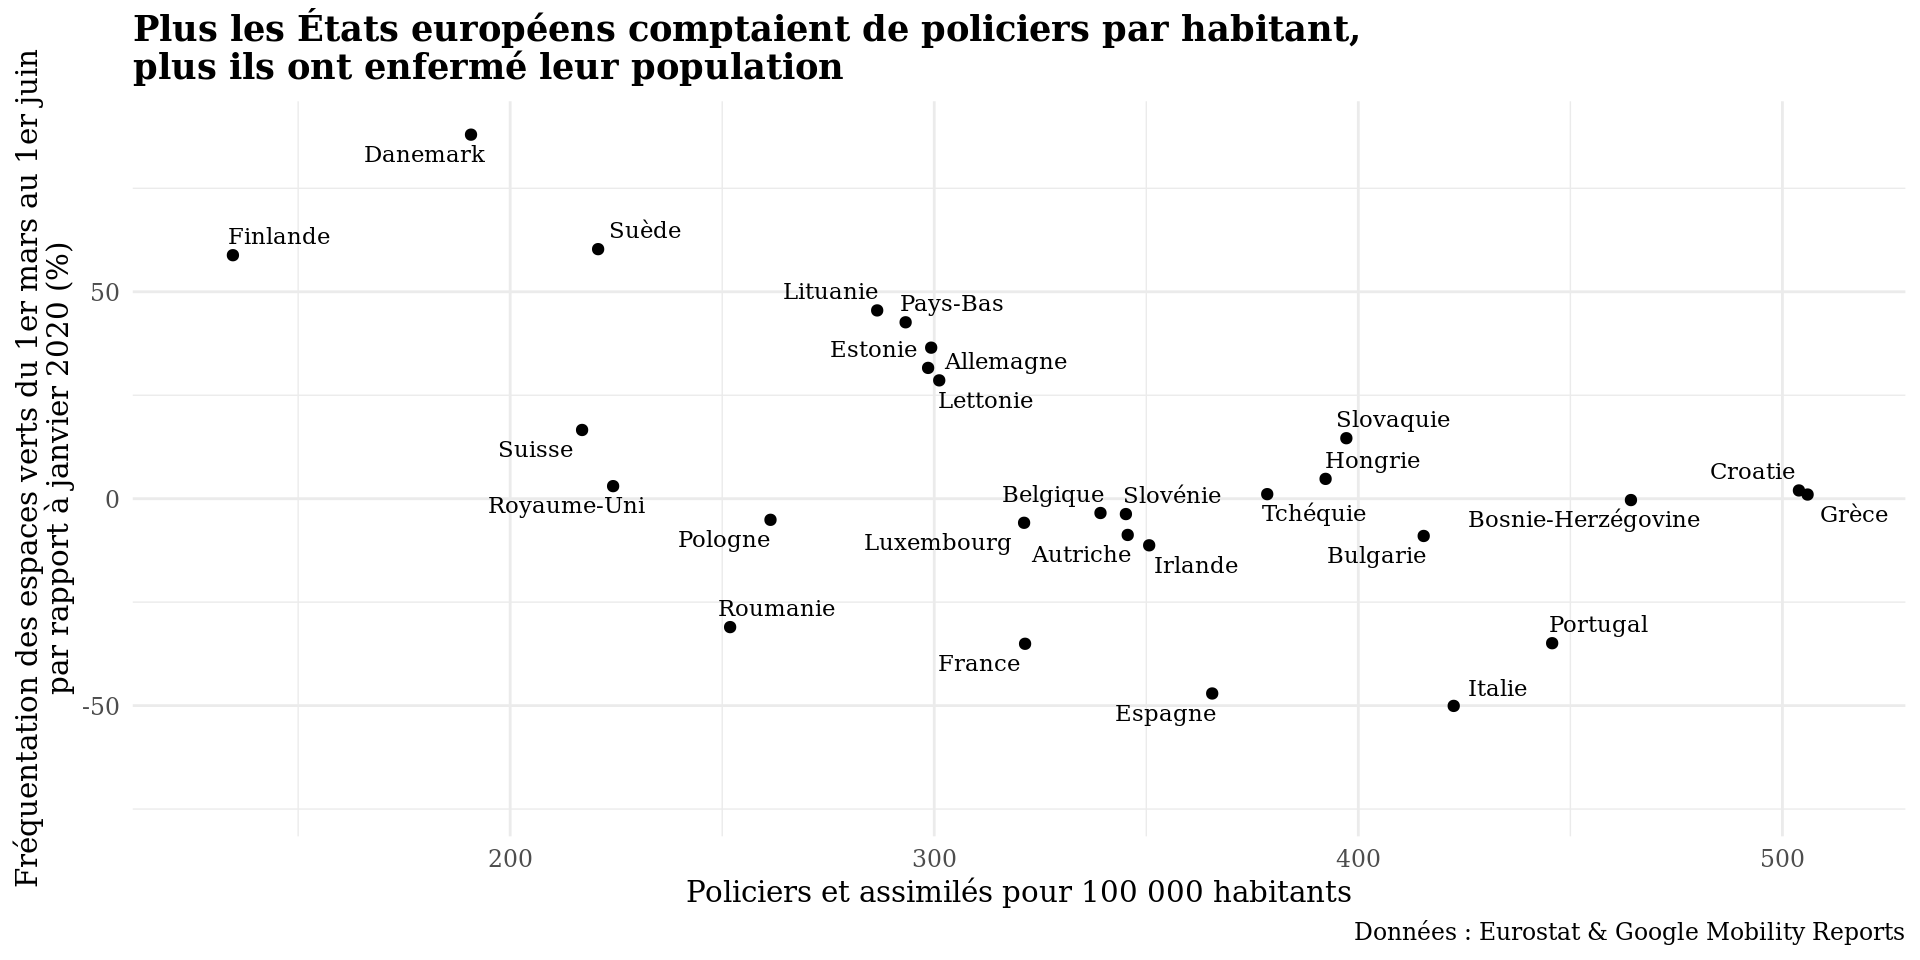 Plus les États européens comptaient de policiers par habitant,
plus ils ont enfermé leur population
Fréquentation des espaces verts du 1er mars au 1er juin
par rapport à janvier 2020 (%)
50
0
-50
Danemark
Finlande
Suède
Lituanie
Pays-Bas
Estonie
Allemagne
Lettonie
Slovaquie
Suisse
Hongrie
Croatie
Royaume-Uni
Belgique
Slovénie
Tchéquie
Bosnie-Herzégovine
Grèce
Pologne
Luxembourg
Autriche
Irlande
Bulgarie
Roumanie
Portugal
France
Italie
Espagne
200
300
400
500
Policiers et assimilés pour 100 000 habitants
Données : Eurostat & Google Mobility Reports